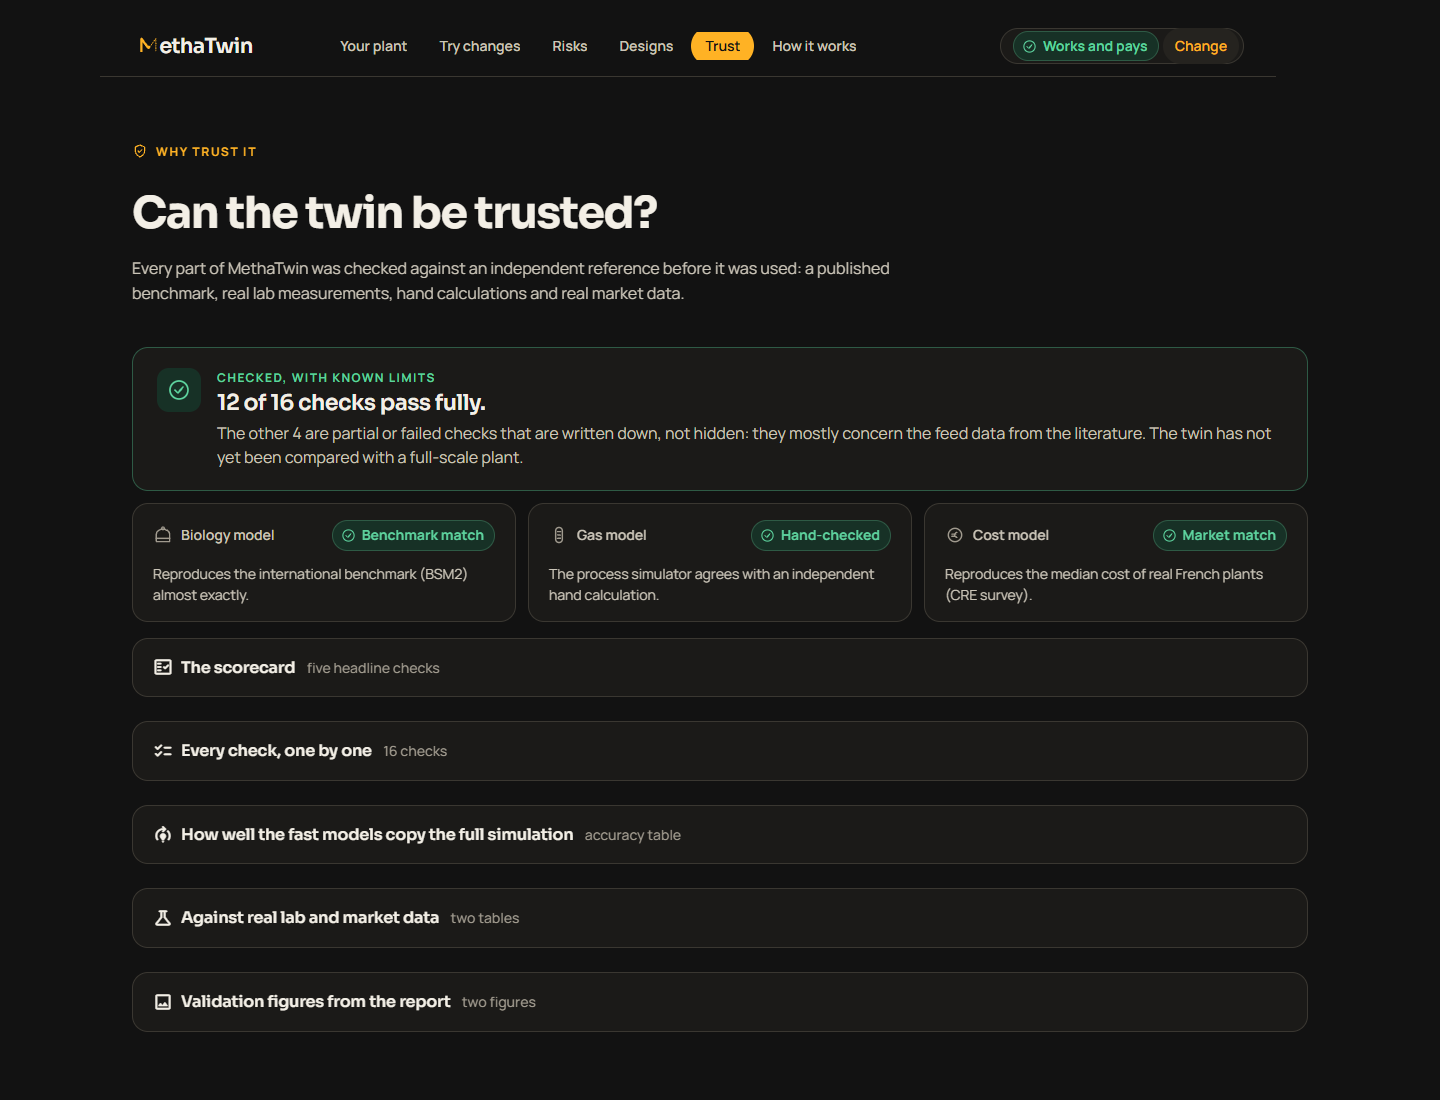 MethaTwin
Your plant
Try changes
Risks
Designs
Trust
How it works
Works and pays
Change
WHY TRUST IT
Can the twin be trusted?
Every part of MethaTwin was checked against an independent reference before it was used: a published
benchmark, real lab measurements, hand calculations and real market data.
CHECKED, WITH KNOWN LIMITS
12 of 16 checks pass fully.
The other 4 are partial or failed checks that are written down, not hidden: they mostly concern the feed data from the literature. The twin has not
yet been compared with a full-scale plant.
Biology model
Benchmark match
Reproduces the international benchmark (BSM2)
almost exactly.
Gas model
Hand-checked
The process simulator agrees with an independent
hand calculation.
Cost model
Market match
Reproduces the median cost of real French plants
(CRE survey).
The scorecard five headline checks
Every check, one by one 16 checks
How well the fast models copy the full simulation accuracy table
Against real lab and market data two tables
Validation figures from the report two figures